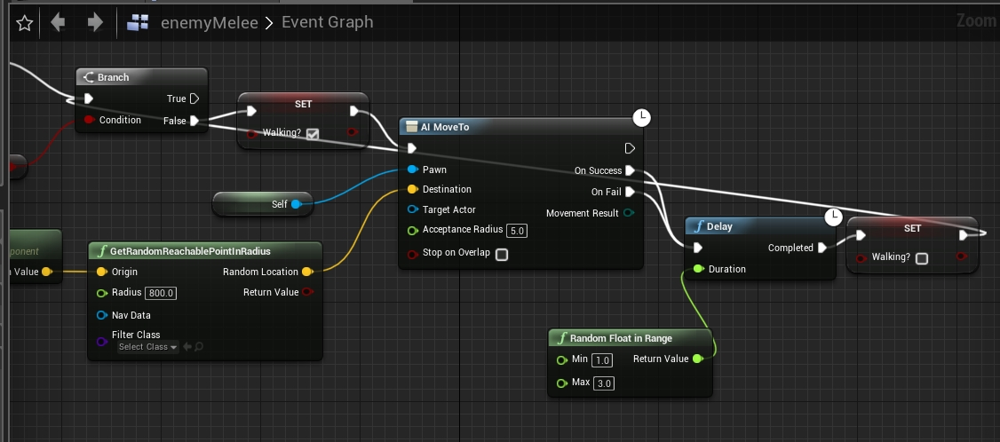 enemyMelee > Event Graph
Zoom
Branch
True
Condition
False
SET
Walking?
AI MoveTo
Pawn
On Success
Destination
On Fail
Target Actor
Movement Result
Acceptance Radius 5.0
Stop on Overlap
Self
ponent
Value
GetRandomReachablePointInRadius
Origin
Random Location
Radius 800.0
Return Value
Nav Data
Filter Class
Select Class
Delay
Completed
Duration
SET
Walking?
Random Float in Range
Min 1.0
Return Value
Max 3.0